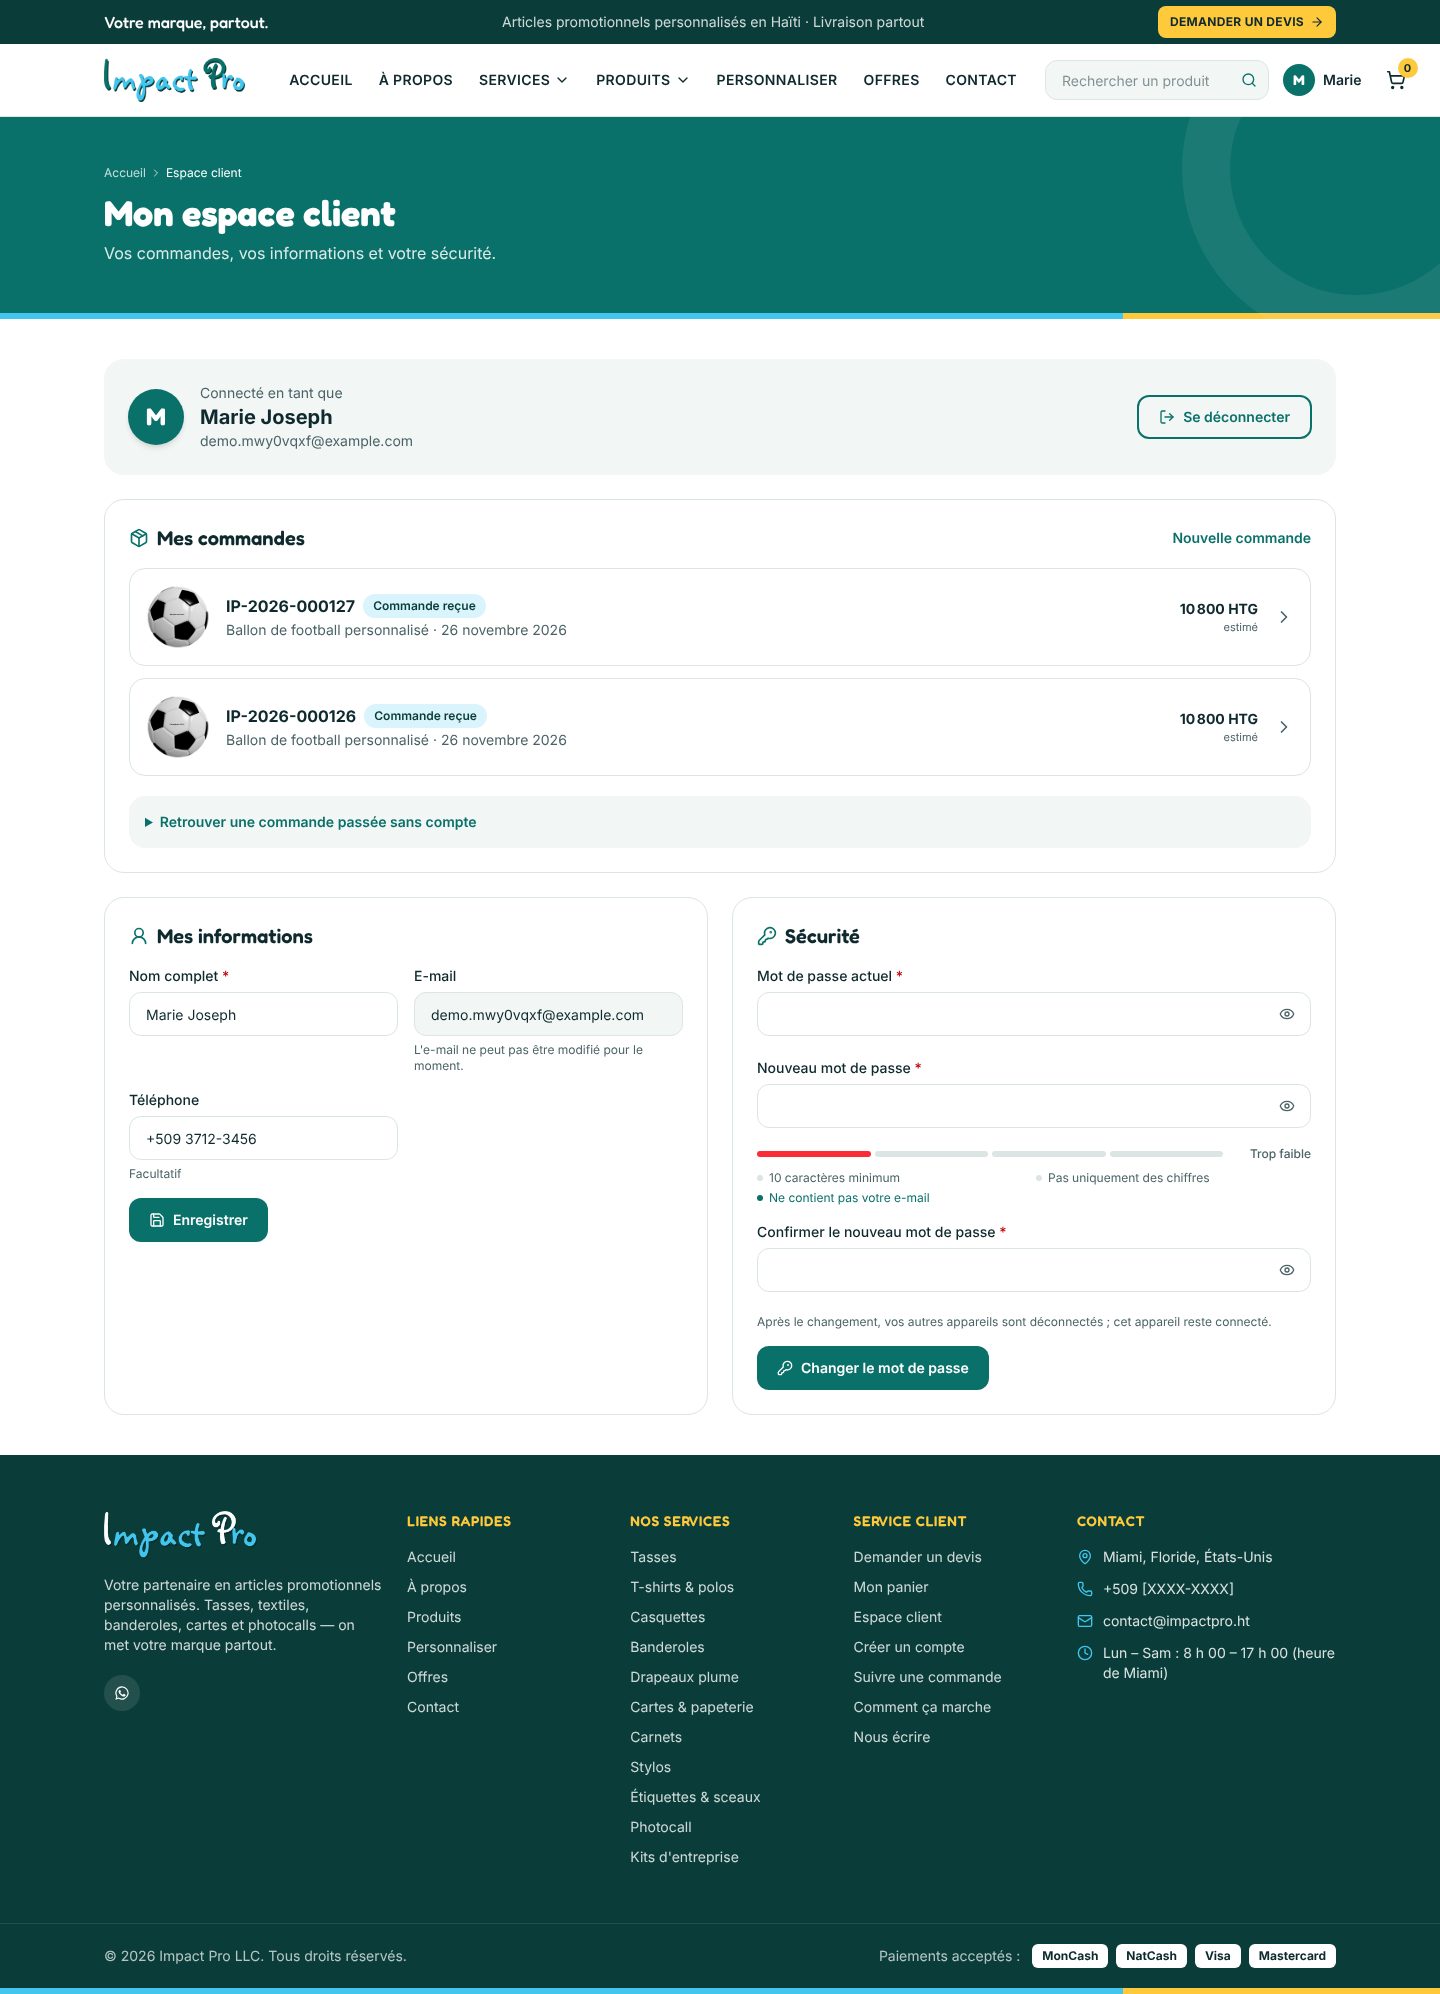 Votre marque, partout.
Articles promotionnels personnalisés en Haïti · Livraison partout
DEMANDER UN DEVIS
Impact Pro
ACCUEIL
À PROPOS
SERVICES
PRODUITS
PERSONNALISER
OFFRES
CONTACT
Rechercher un produit
M
Marie
0
Accueil
Espace client
Mon espace client
Vos commandes, vos informations et votre sécurité.
M
Connecté en tant que
Marie Joseph
demo.mwy0vqxf@example.com
Se déconnecter
Mes commandes
Nouvelle commande
IP-2026-000127
Commande reçue
Ballon de football personnalisé · 26 novembre 2026
10 800 HTG
estimé
IP-2026-000126
Commande reçue
Ballon de football personnalisé · 26 novembre 2026
10 800 HTG
estimé
Retrouver une commande passée sans compte
Mes informations
Nom complet *
Marie Joseph
E-mail
demo.mwy0vqxf@example.com
L'e-mail ne peut pas être modifié pour le
moment.
Téléphone
+509 3712-3456
Facultatif
Enregistrer
Sécurité
Mot de passe actuel *
Nouveau mot de passe *
Trop faible
10 caractères minimum
Pas uniquement des chiffres
Ne contient pas votre e-mail
Confirmer le nouveau mot de passe *
Après le changement, vos autres appareils sont déconnectés ; cet appareil reste connecté.
Changer le mot de passe
Impact Pro
Votre partenaire en articles promotionnels
personnalisés. Tasses, textiles,
banderoles, cartes et photocalls — on
met votre marque partout.
LIENS RAPIDES
Accueil
À propos
Produits
Personnaliser
Offres
Contact
NOS SERVICES
Tasses
T-shirts & polos
Casquettes
Banderoles
Drapeaux plume
Cartes & papeterie
Carnets
Stylos
Étiquettes & sceaux
Photocall
Kits d'entreprise
SERVICE CLIENT
Demander un devis
Mon panier
Espace client
Créer un compte
Suivre une commande
Comment ça marche
Nous écrire
CONTACT
Miami, Floride, États-Unis
+509 [XXXX-XXXX]
contact@impactpro.ht
Lun – Sam : 8 h 00 – 17 h 00 (heure
de Miami)
© 2026 Impact Pro LLC. Tous droits réservés.
Paiements acceptés :
MonCash
NatCash
Visa
Mastercard